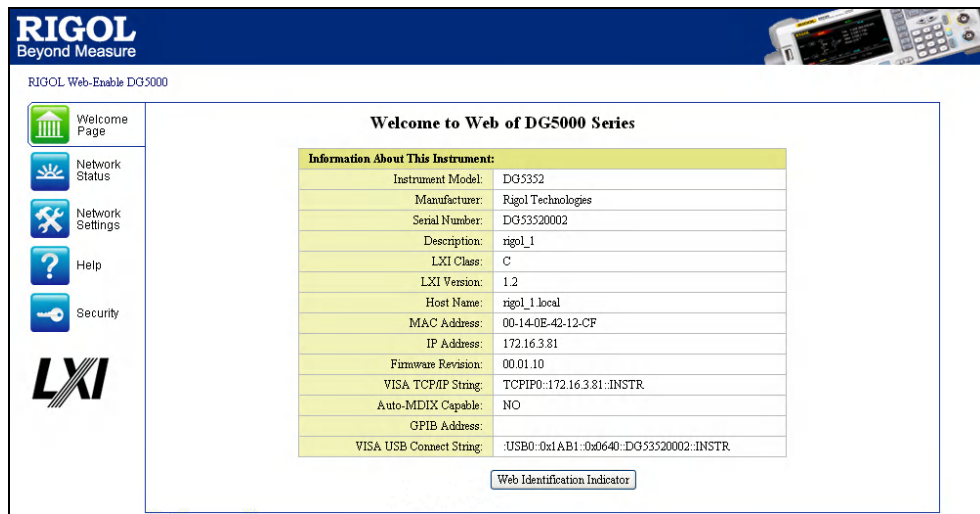 RIGOL
Beyond Measure
RIGOL Web-Enable DG5000
Welcome Page
Network Status
Network Settings
Help
Security
LXI
Welcome to Web of DG5000 Series
Information About This Instrument:
Instrument Model: DG5352
Manufacturer: Rigol Technologies
Serial Number: DG53520002
Description: rigol_1
LXI Class: C
LXI Version: 1.2
Host Name: rigol_1.local
MAC Address: 00-14-0E-42-12-CF
IP Address: 172.16.3.81
Firmware Revision: 00.01.10
VISA TCP/IP String: TCPIP0::172.16.3.81::INSTR
Auto-MDIX Capable: NO
GPIB Address:
VISA USB Connect String: :USB0::0x1AB1::0x0640::DG53520002::INSTR
Web Identification Indicator